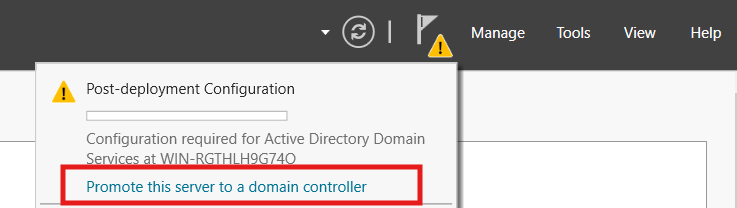 Manage Tools View Help
Post-deployment Configuration
Configuration required for Active Directory Domain
Services at WIN-RGTHLH9G74O
Promote this server to a domain controller